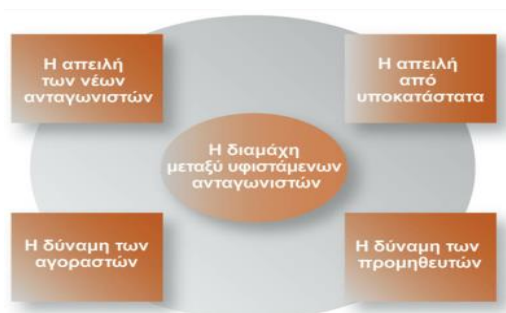 Η απειλή
των νέων
ανταγωνιστών
Η απειλή
από
υποκατάστατα
Η διαμάχη
μεταξύ υφιστάμενων
ανταγωνιστών
Η δύναμη των
αγοραστών
Η δύναμη των
προμηθευτών